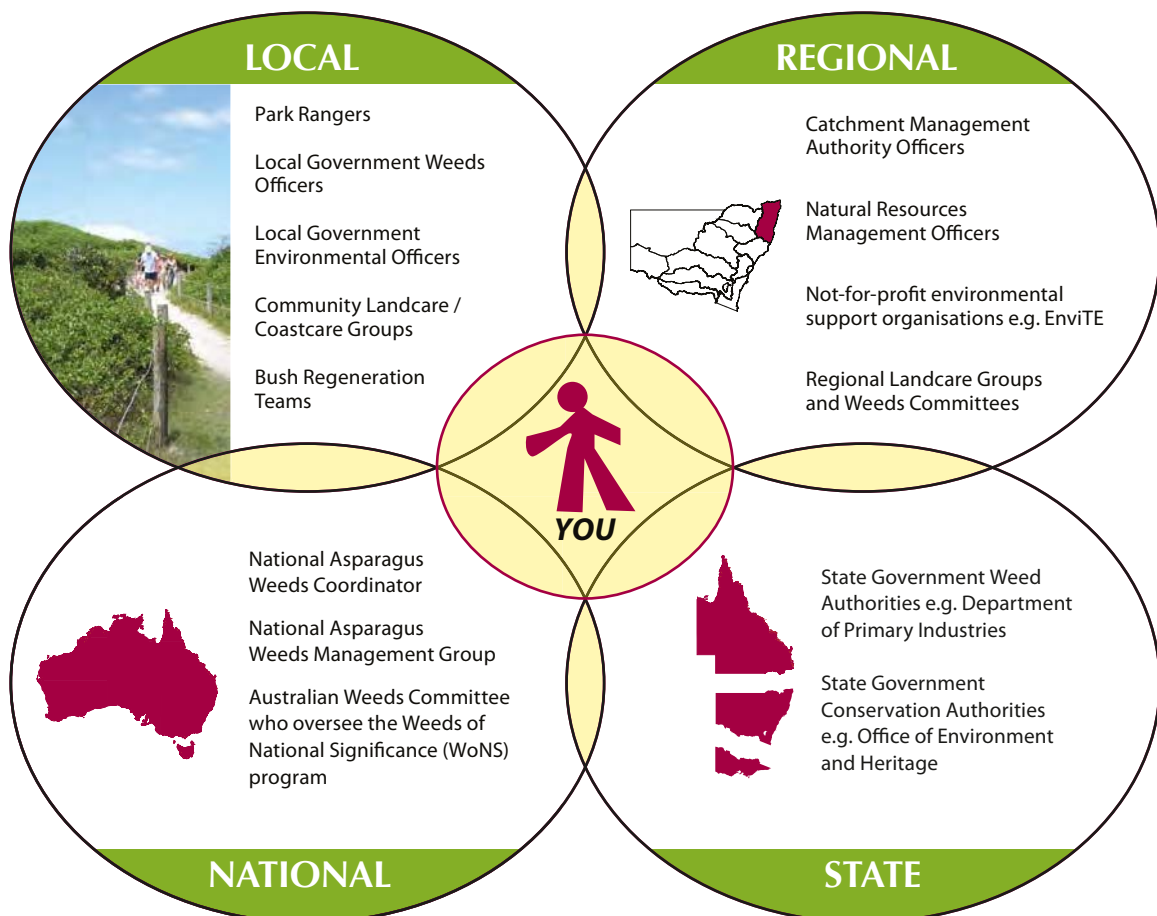 LOCAL
Park Rangers
Local Government Weeds
Officers
Local Government
Environmental Officers
Community Landcare /
Coastcare Groups
Bush Regeneration
Teams
REGIONAL
Catchment Management
Authority Officers
Natural Resources
Management Officers
Not-for-profit environmental
support organisations e.g. EnviTE
Regional Landcare Groups
and Weeds Committees
YOU
National Asparagus
Weeds Coordinator
National Asparagus
Weeds Management Group
Australian Weeds Committee
who oversee the Weeds of
National Significance (WoNS)
program
NATIONAL
State Government Weed
Authorities e.g. Department
of Primary Industries
State Government
Conservation Authorities
e.g. Office of Environment
and Heritage
STATE